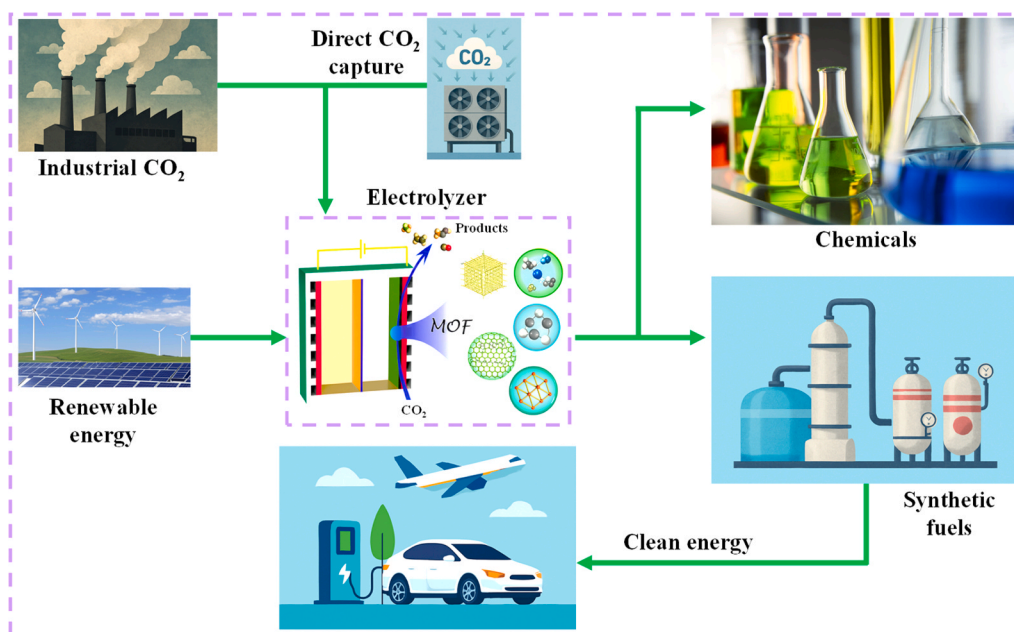 Direct CO₂
capture
CO₂
Industrial CO₂
Electrolyzer
Products
MOF
CO₂
Chemicals
Renewable
energy
Synthetic
fuels
Clean energy